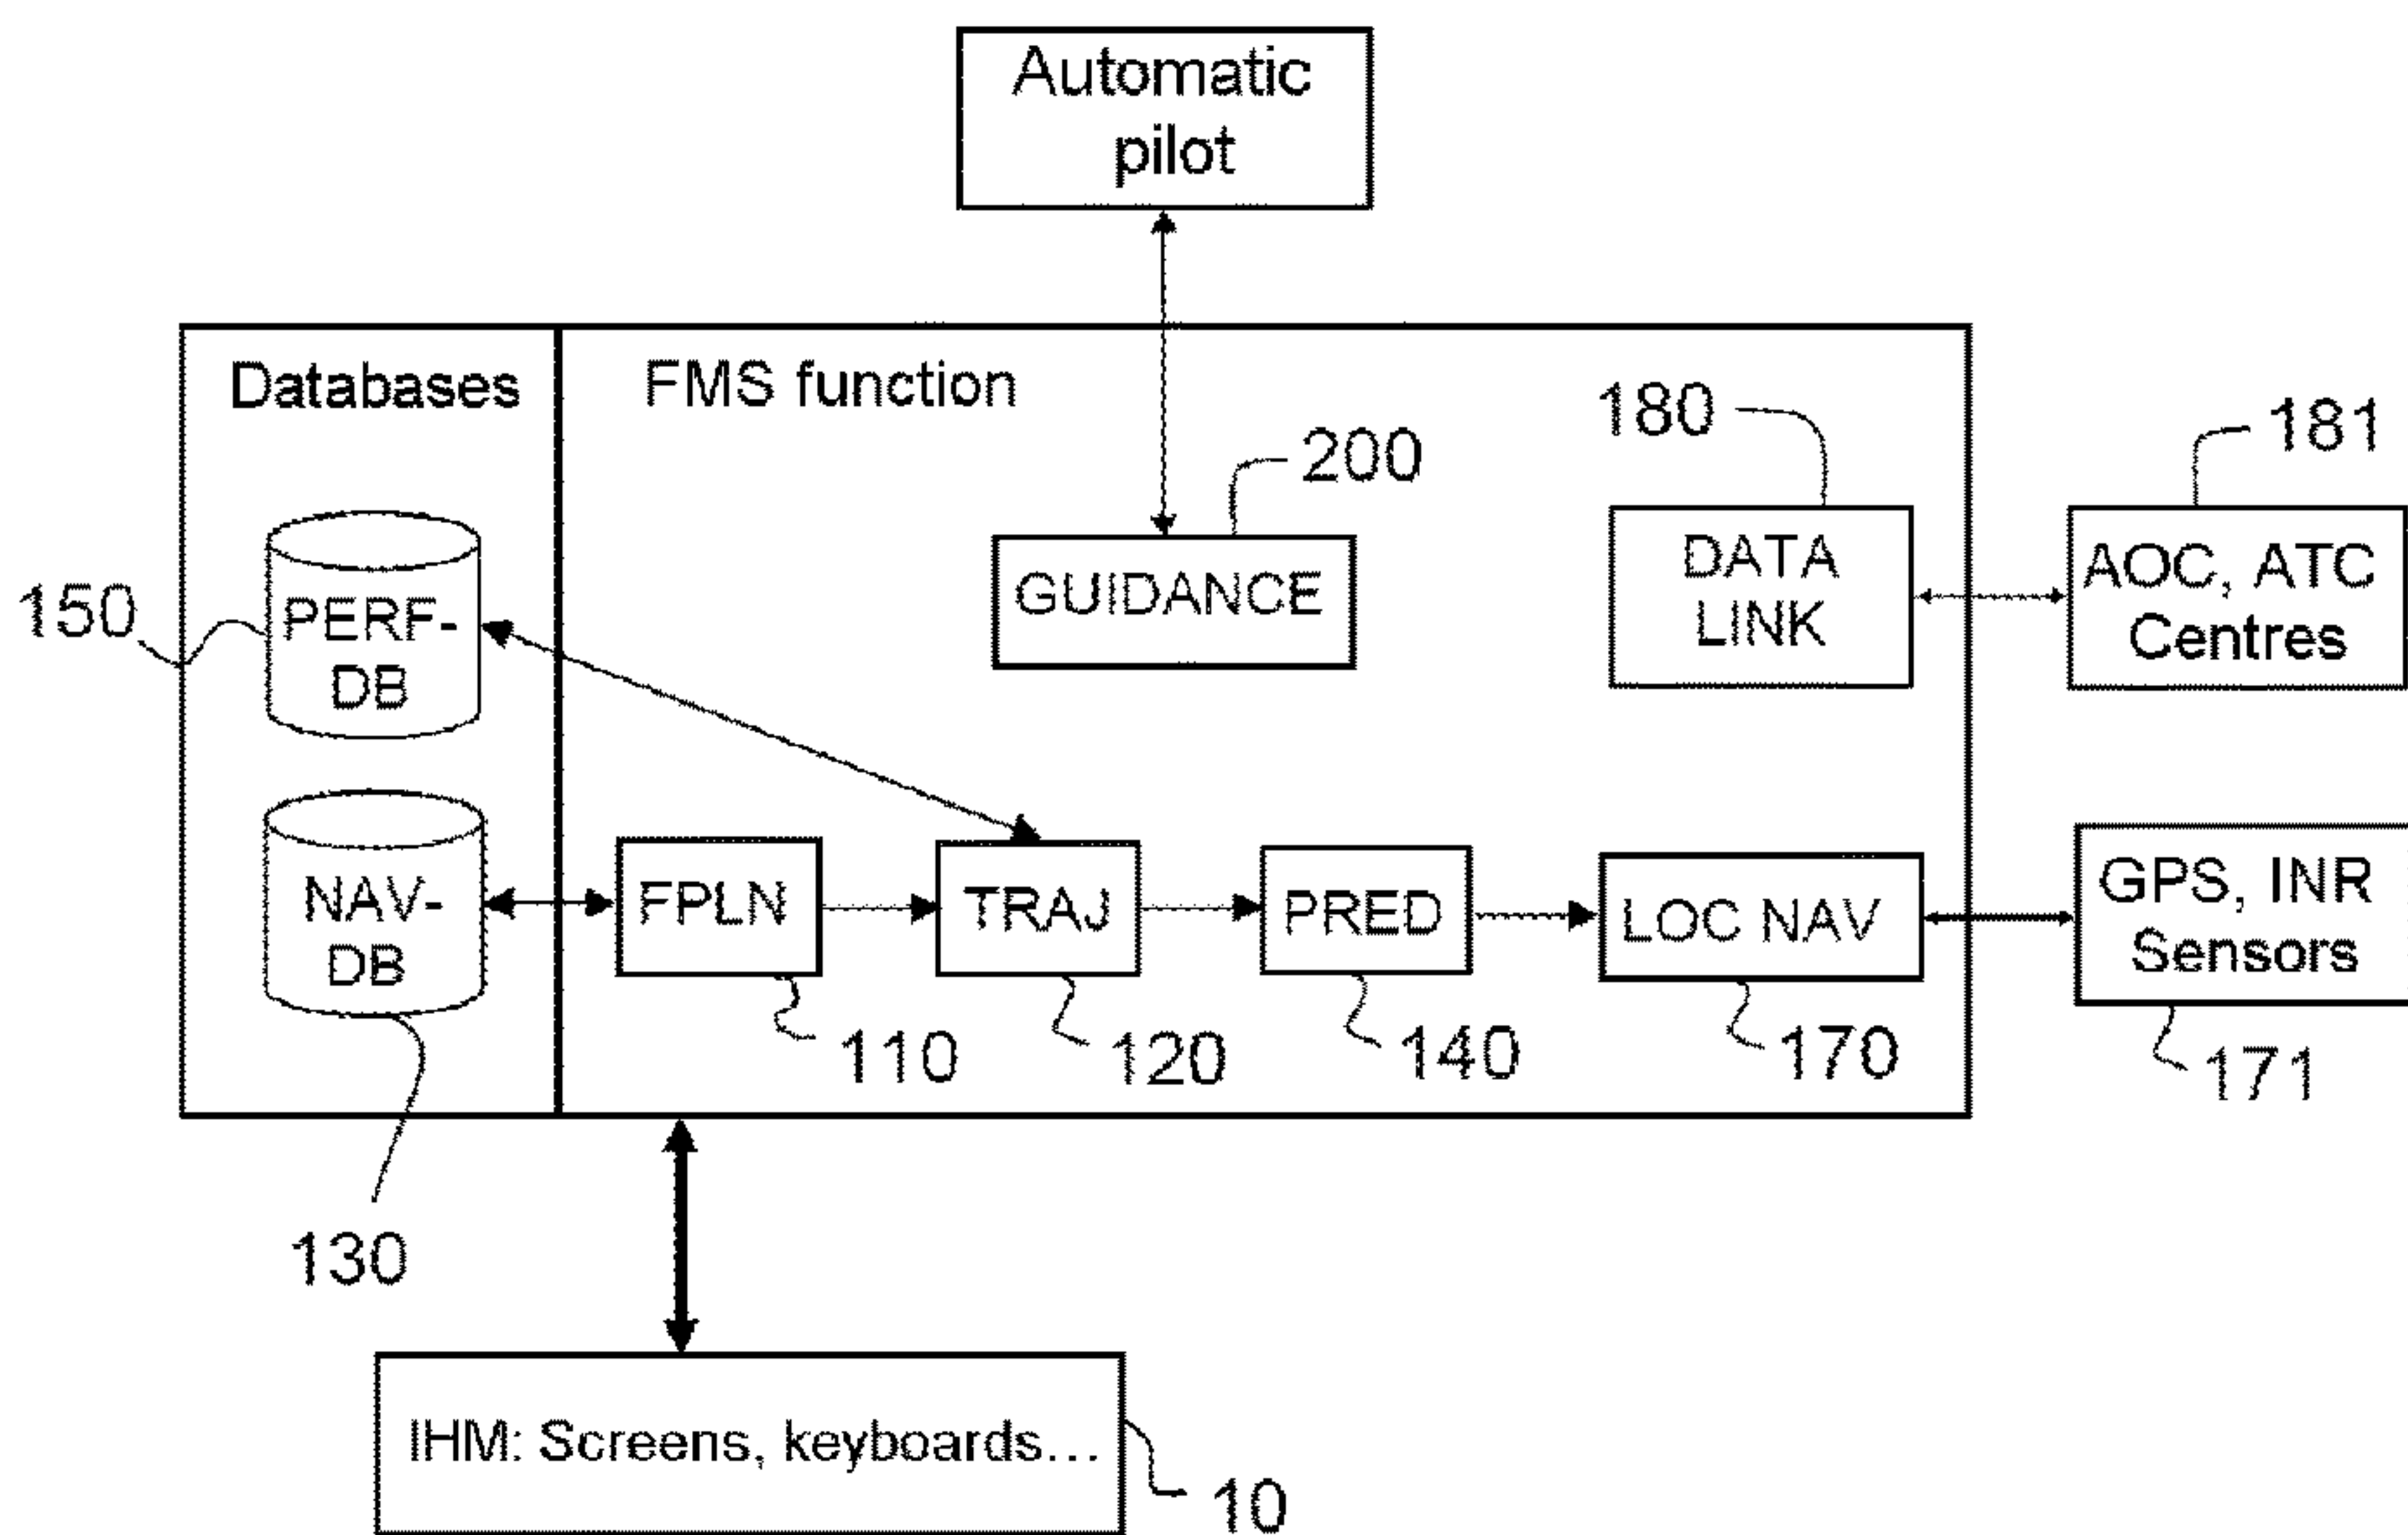 Automatic
pilot
Databases
FMS function
180
181
200
150
PERF-
DB
GUIDANCE
DATA
LINK
AOC, ATC
Centres
NAV-
DB
FPLN
TRAJ
PRED
LOC NAV
GPS, INR
Sensors
110
120
140
170
171
130
IHM: Screens, keyboards...
10